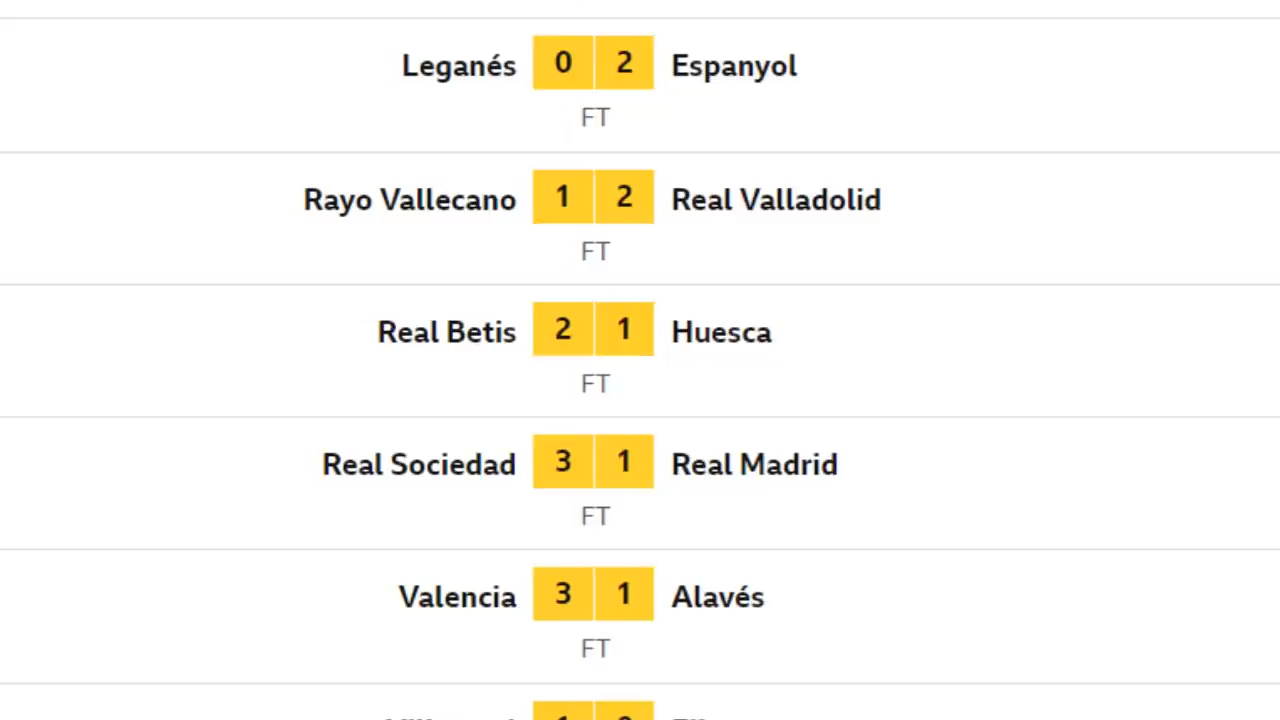 Leganés 0 2 Espanyol
FT
Rayo Vallecano 1 2 Real Valladolid
FT
Real Betis 2 1 Huesca
FT
Real Sociedad 3 1 Real Madrid
FT
Valencia 3 1 Alavés
FT